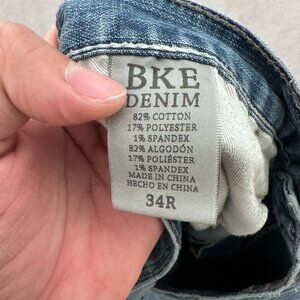 BKE
DENIM
82% COTTON
17% POLYESTER
1% SPANDEX
82% ALGODÓN
17% POLIÉSTER
1% SPANDEX
MADE IN CHINA
HECHO EN CHINA
34R